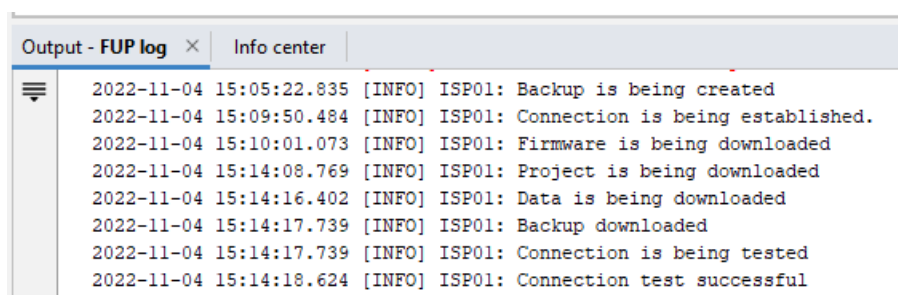 Output - FUP log × Info center
2022-11-04 15:05:22.835 [INFO] ISP01: Backup is being created
2022-11-04 15:09:50.484 [INFO] ISP01: Connection is being established.
2022-11-04 15:10:01.073 [INFO] ISP01: Firmware is being downloaded
2022-11-04 15:14:08.769 [INFO] ISP01: Project is being downloaded
2022-11-04 15:14:16.402 [INFO] ISP01: Data is being downloaded
2022-11-04 15:14:17.739 [INFO] ISP01: Backup downloaded
2022-11-04 15:14:17.739 [INFO] ISP01: Connection is being tested
2022-11-04 15:14:18.624 [INFO] ISP01: Connection test successful